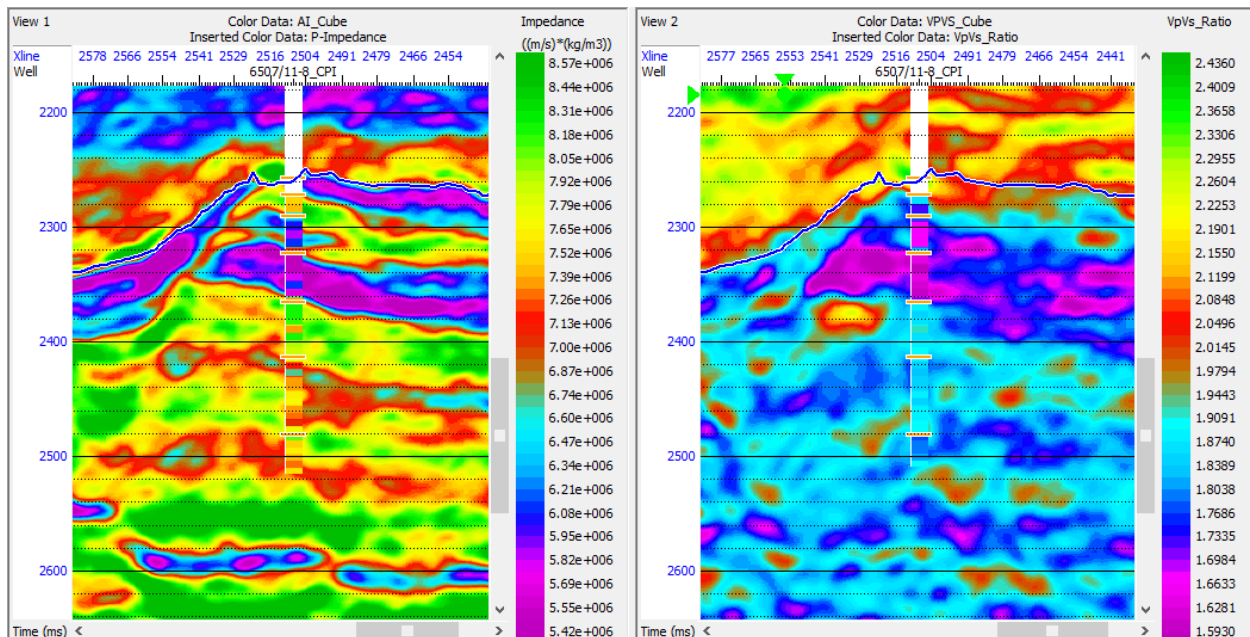 View 1
Color Data: AI_Cube
Inserted Color Data: P-Impedance
Impedance
((m/s)*(kg/m3))
Xline 2578 2566 2554 2541 2529 2516 2504 2491 2479 2466 2454
Well 6507/11-8_CPI
2200
2300
2400
2500
2600
Time (ms)
8.57e+006
8.44e+006
8.31e+006
8.18e+006
8.05e+006
7.92e+006
7.79e+006
7.65e+006
7.52e+006
7.39e+006
7.26e+006
7.13e+006
7.00e+006
6.87e+006
6.74e+006
6.60e+006
6.47e+006
6.34e+006
6.21e+006
6.08e+006
5.95e+006
5.82e+006
5.69e+006
5.55e+006
5.42e+006
View 2
Color Data: VPVS_Cube
Inserted Color Data: VpVs_Ratio
VpVs_Ratio
Xline 2577 2565 2553 2541 2529 2516 2504 2491 2479 2466 2454 2441
Well 6507/11-8_CPI
2200
2300
2400
2500
2600
Time (ms)
2.4360
2.4009
2.3658
2.3306
2.2955
2.2604
2.2253
2.1901
2.1550
2.1199
2.0848
2.0496
2.0145
1.9794
1.9443
1.9091
1.8740
1.8389
1.8038
1.7686
1.7335
1.6984
1.6633
1.6281
1.5930